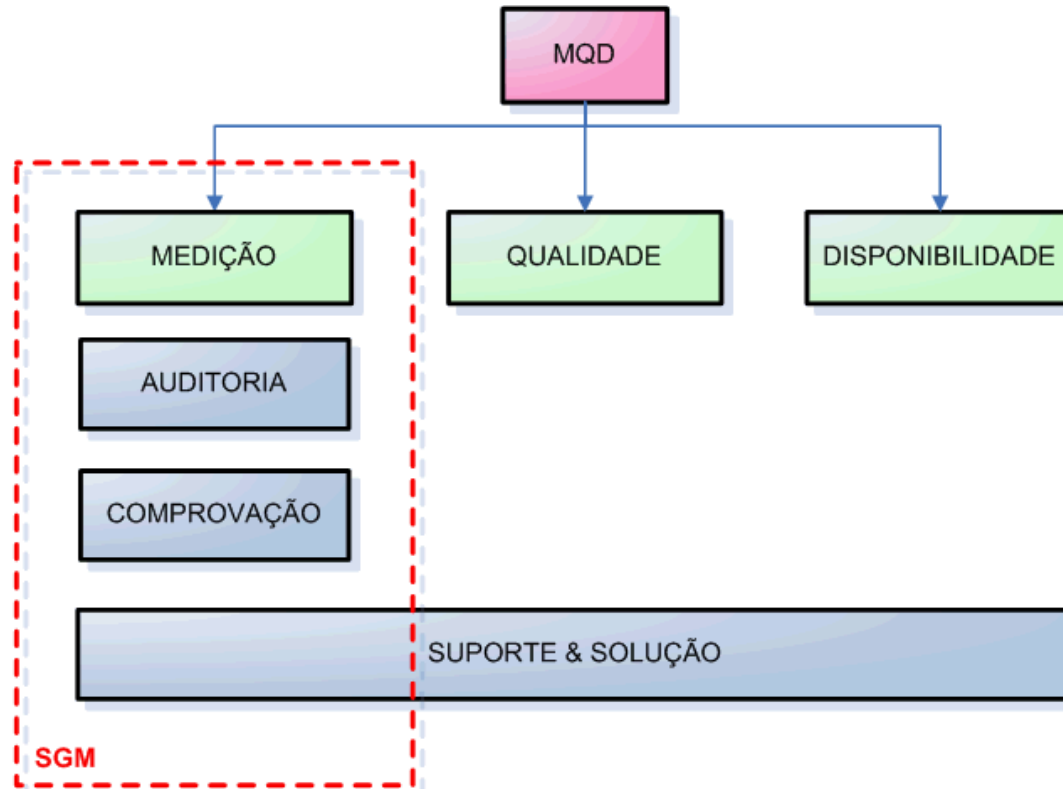 MQD
MEDIÇÃO
QUALIDADE
DISPONIBILIDADE
AUDITORIA
COMPROVAÇÃO
SUPORTE & SOLUÇÃO
SGM